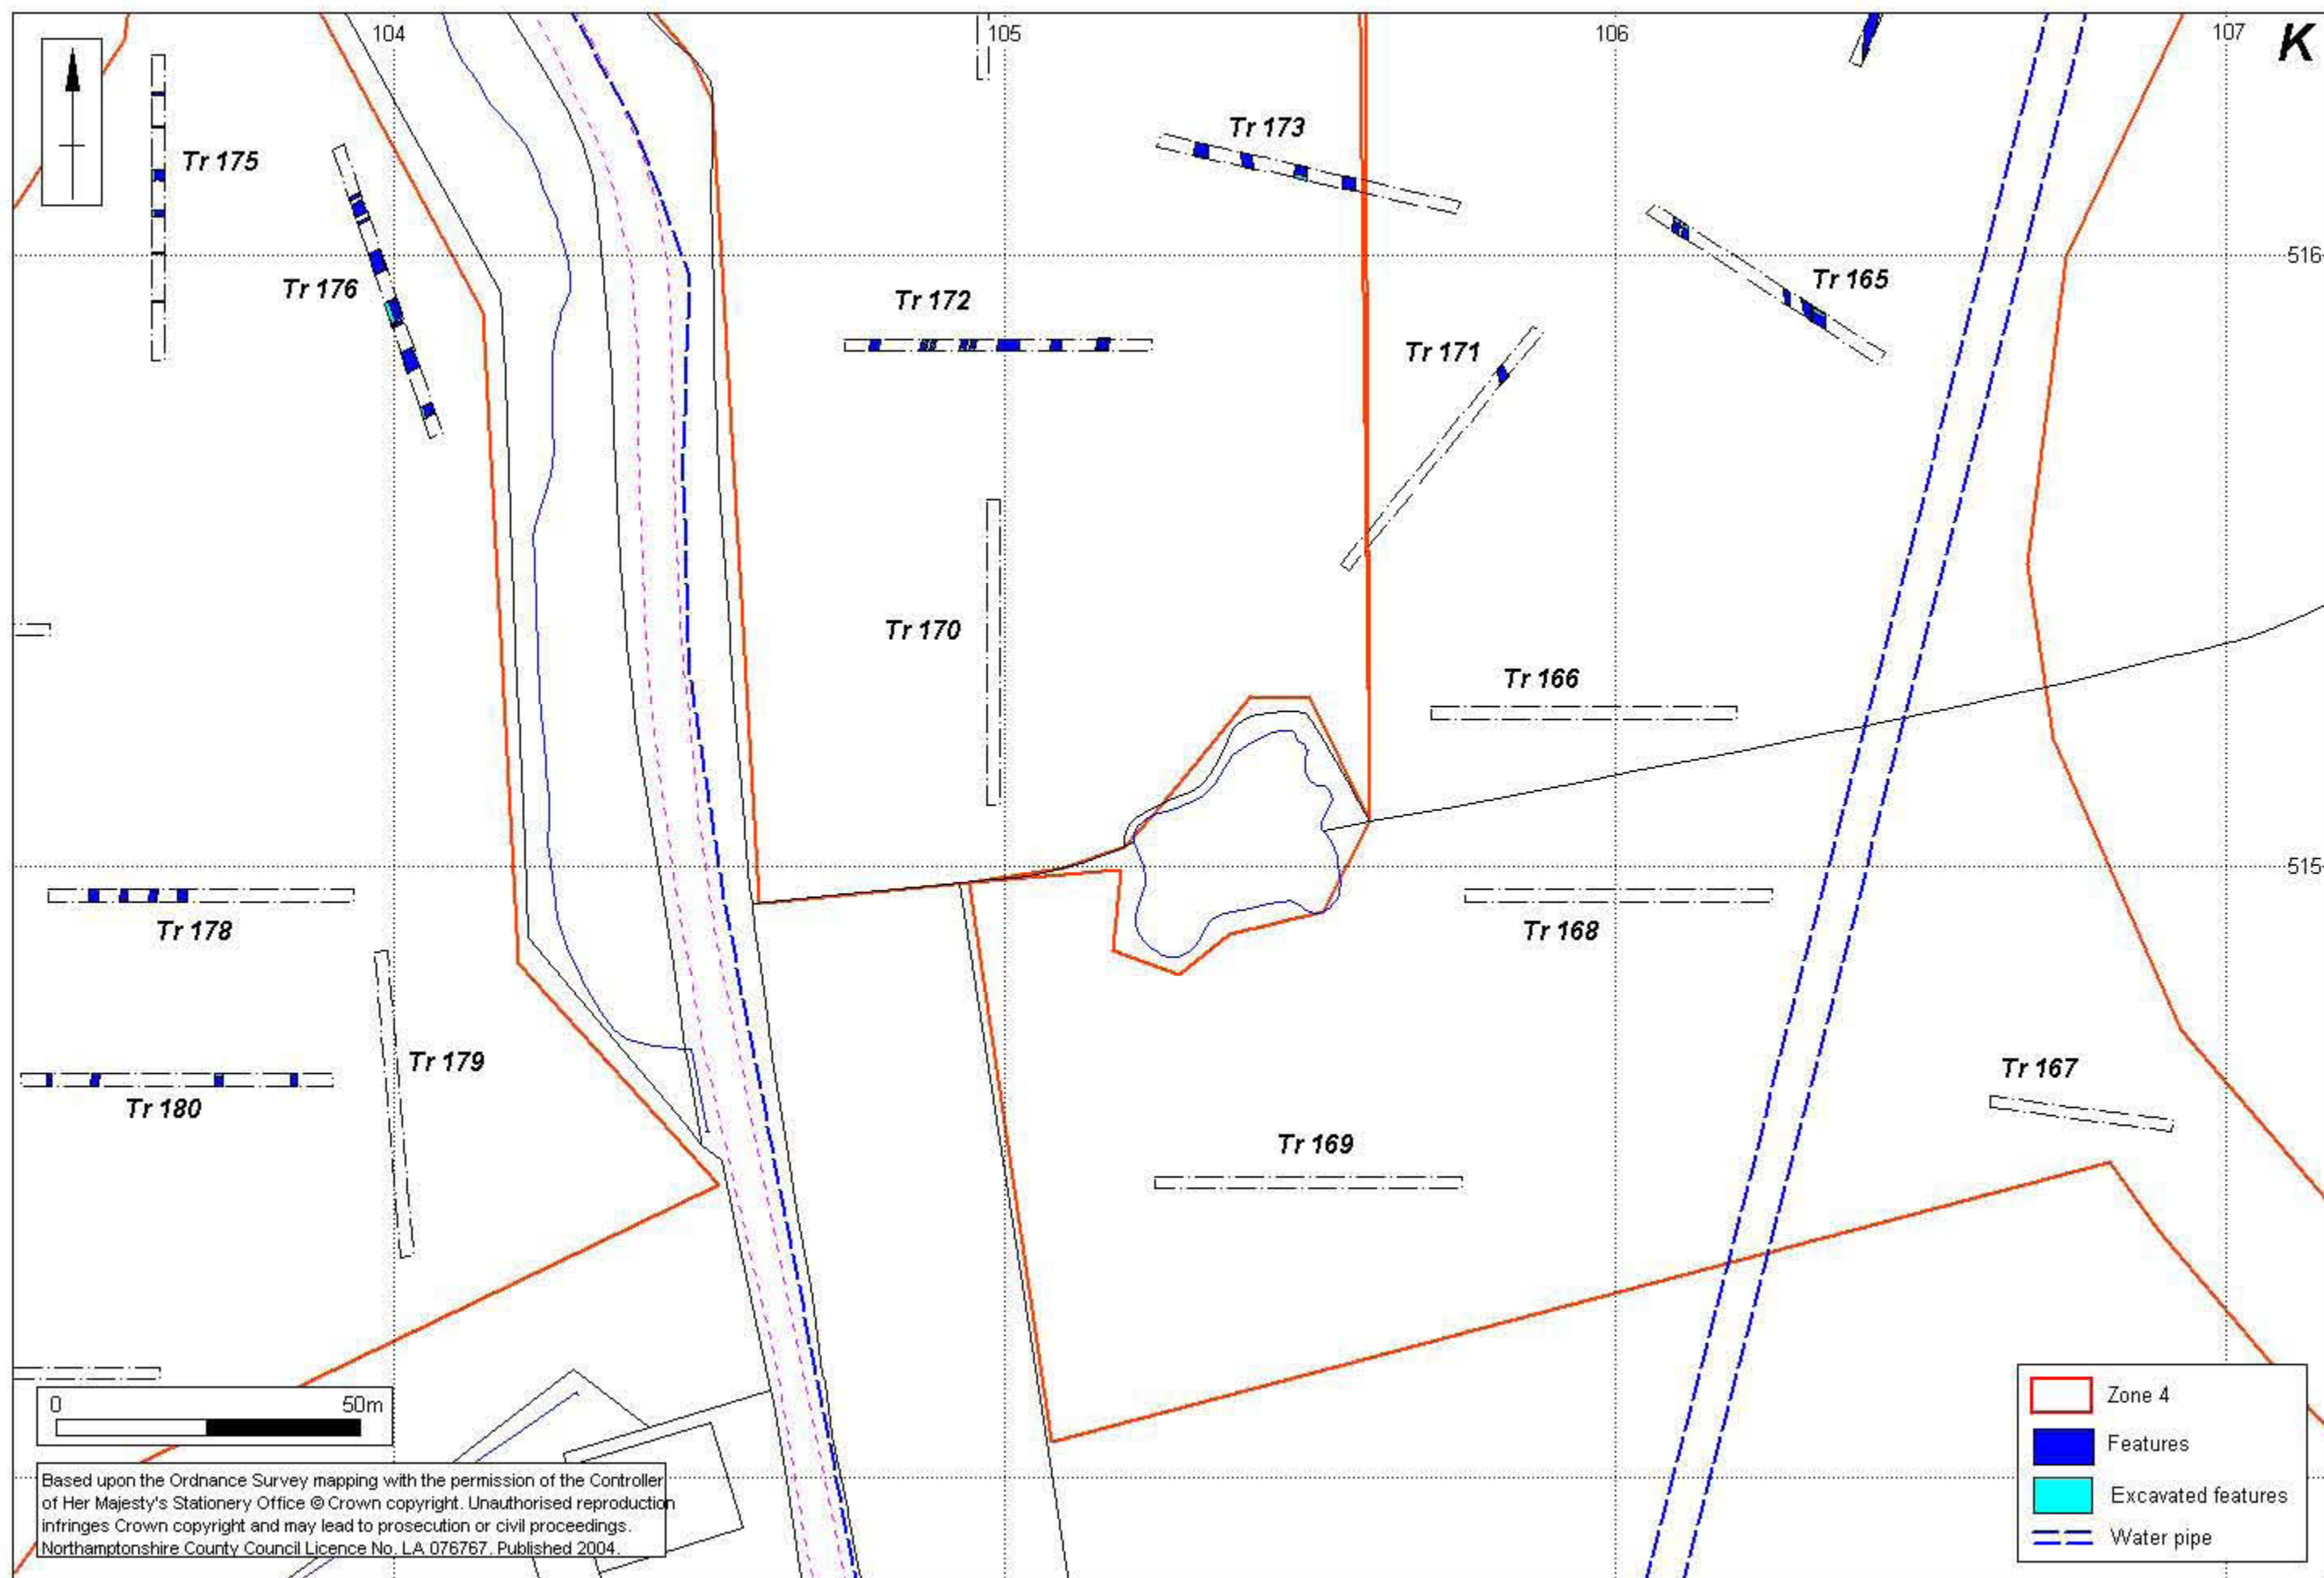 104
105
106
107
K
Tr 173
Tr 175
516
Tr 165
Tr 176
Tr 172
Tr 171
Tr 170
Tr 166
515
Tr 178
Tr 168
Tr 179
Tr 167
Tr 180
Tr 169
0
50m
Zone 4
Features
Excavated features
Water pipe
Based upon the Ordnance Survey mapping with the permission of the Controller
of Her Majesty's Stationery Office © Crown copyright. Unauthorised reproduction
infringes Crown copyright and may lead to prosecution or civil proceedings.
Northamptonshire County Council Licence No. LA 076767. Published 2004.